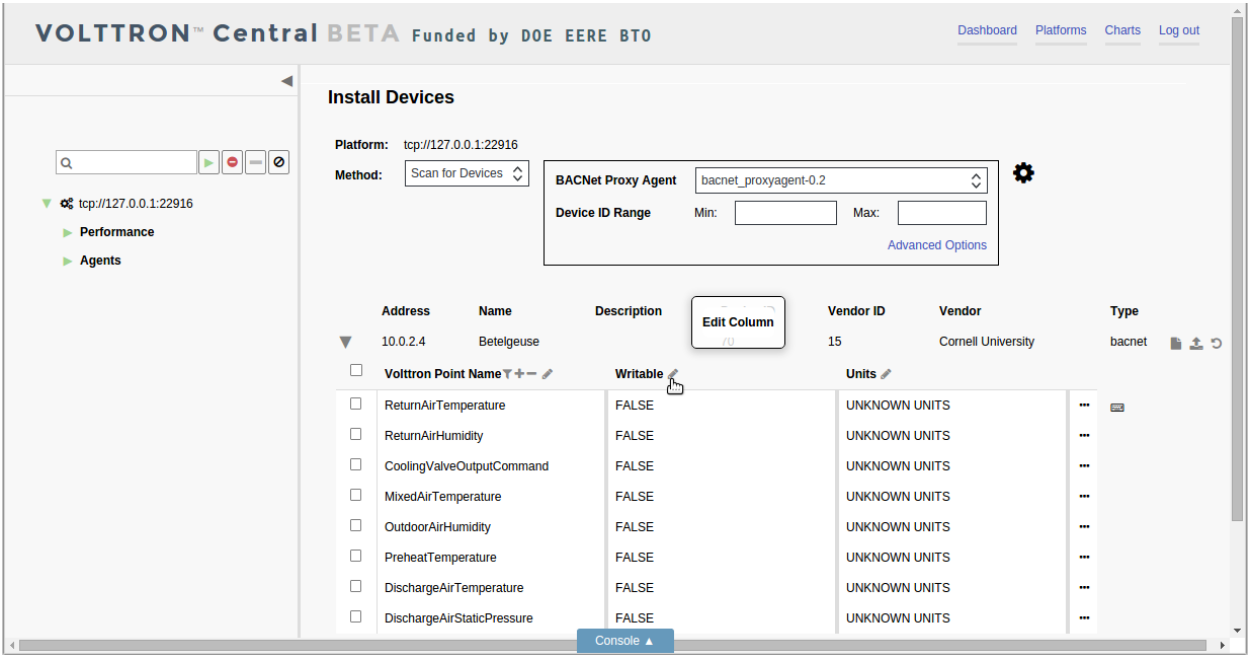 VOLTTRON™ Central BETA Funded by DOE EERE BTO
Dashboard Platforms Charts Log out
Install Devices
Platform: tcp://127.0.0.1:22916
Method: Scan for Devices
BACNet Proxy Agent bacnet_proxyagent-0.2
Device ID Range Min: Max:
Advanced Options
tcp://127.0.0.1:22916
Performance
Agents
Address Name Description Vendor ID Vendor Type
Edit Column
70
10.0.2.4 Betelgeuse 15 Cornell University bacnet
Volttron Point Name Writable Units
ReturnAirTemperature FALSE UNKNOWN UNITS
ReturnAirHumidity FALSE UNKNOWN UNITS
CoolingValveOutputCommand FALSE UNKNOWN UNITS
MixedAirTemperature FALSE UNKNOWN UNITS
OutdoorAirHumidity FALSE UNKNOWN UNITS
PreheatTemperature FALSE UNKNOWN UNITS
DischargeAirTemperature FALSE UNKNOWN UNITS
DischargeAirStaticPressure FALSE UNKNOWN UNITS
Console ▲